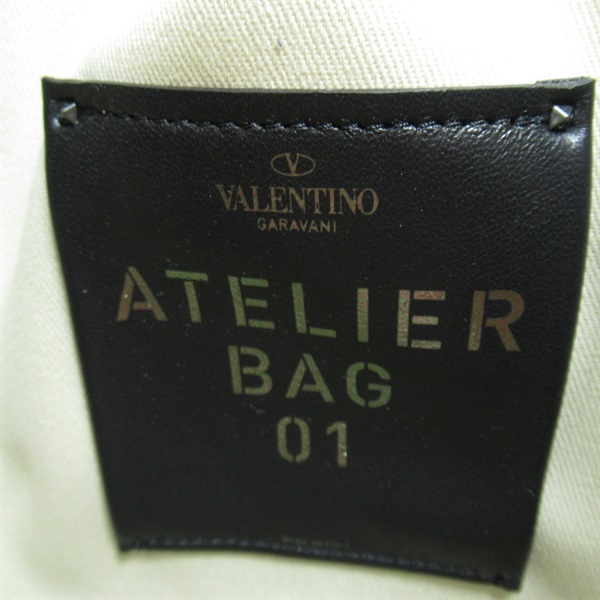 VALENTINO
GARAVANI
ATELIER
BAG
01